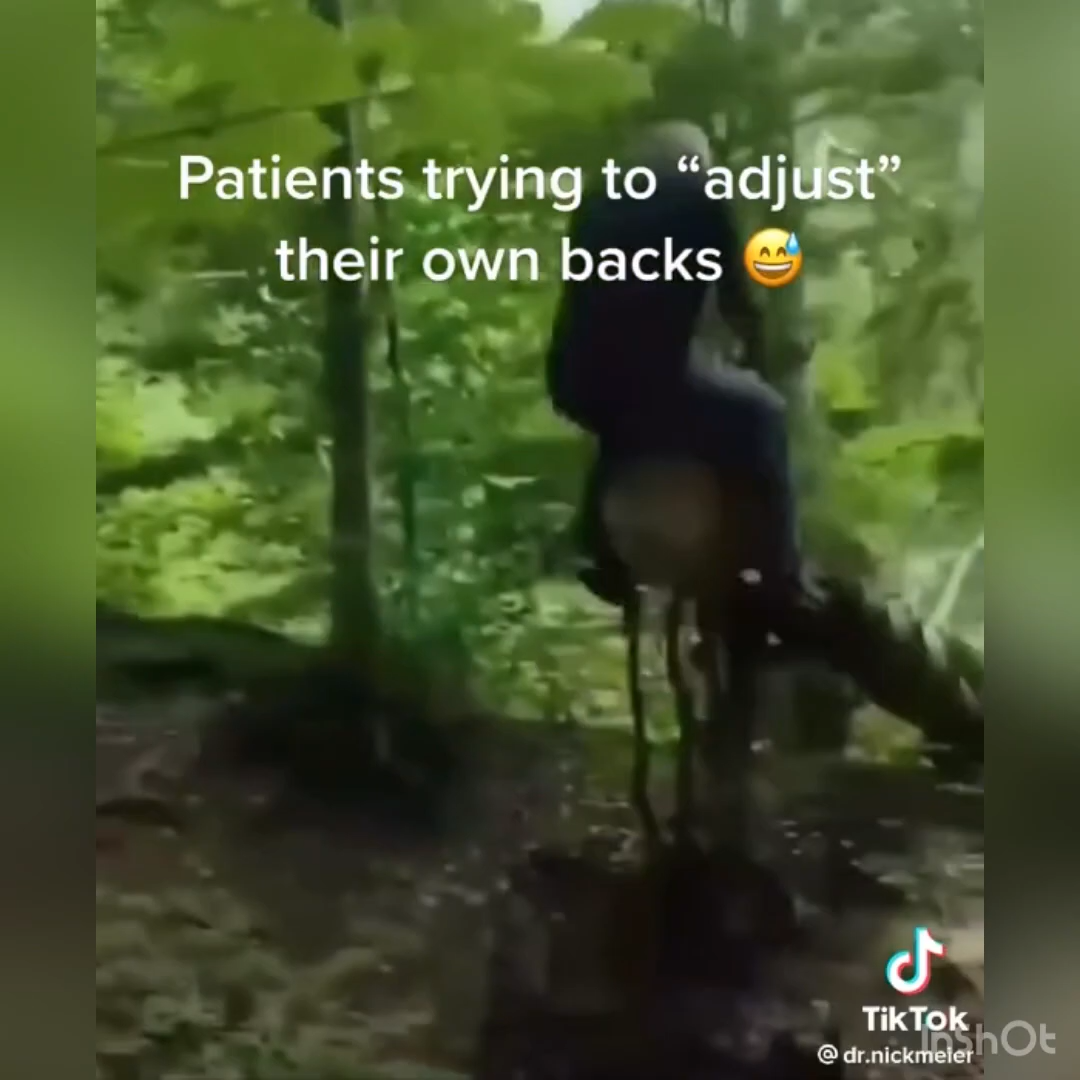 Patients trying to “adjust”
their own backs 😅
TikTok
InshOt
@dr.nickmeier